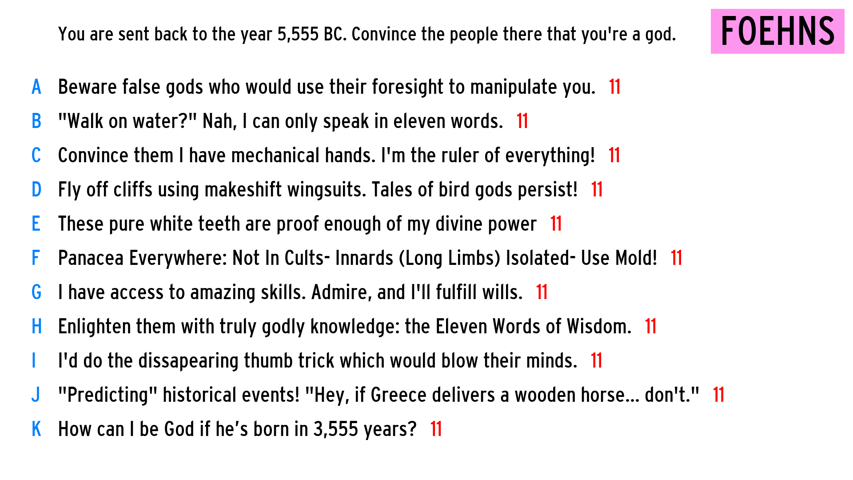 You are sent back to the year 5,555 BC. Convince the people there that you're a god.
FOEHNS
A Beware false gods who would use their foresight to manipulate you. 11
B "Walk on water?" Nah, I can only speak in eleven words. 11
C Convince them I have mechanical hands. I'm the ruler of everything! 11
D Fly off cliffs using makeshift wingsuits. Tales of bird gods persist! 11
E These pure white teeth are proof enough of my divine power 11
F Panacea Everywhere: Not In Cults- Innards (Long Limbs) Isolated- Use Mold! 11
G I have access to amazing skills. Admire, and I'll fulfill wills. 11
H Enlighten them with truly godly knowledge: the Eleven Words of Wisdom. 11
I I'd do the dissapearing thumb trick which would blow their minds. 11
J "Predicting" historical events! "Hey, if Greece delivers a wooden horse... don't." 11
K How can I be God if he's born in 3,555 years? 11